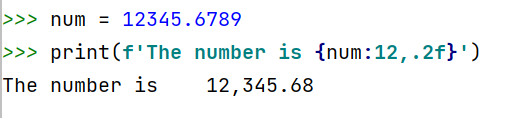 >>> num = 12345.6789
>>> print(f'The number is {num:12,.2f}')
The number is    12,345.68